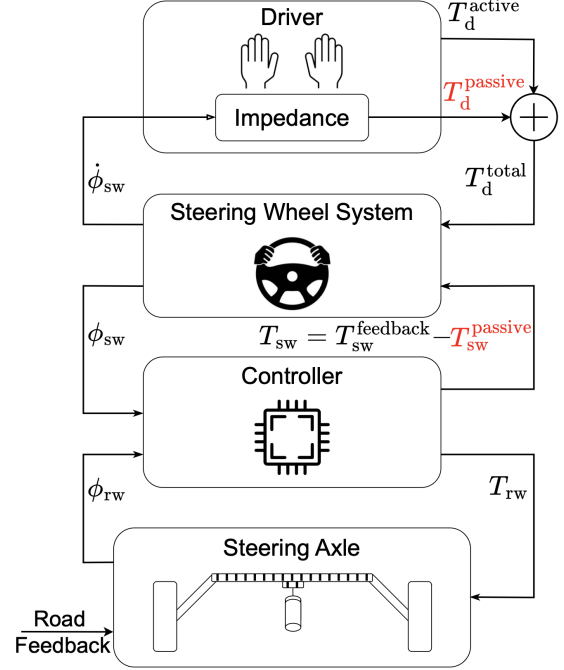 Driver
T_d^active
T_d^passive
Impedance
T_d^total
ϕ̇_sw
Steering Wheel System
ϕ_sw
T_sw = T_sw^feedback − T_sw^passive
Controller
ϕ_rw
T_rw
Steering Axle
Road
Feedback